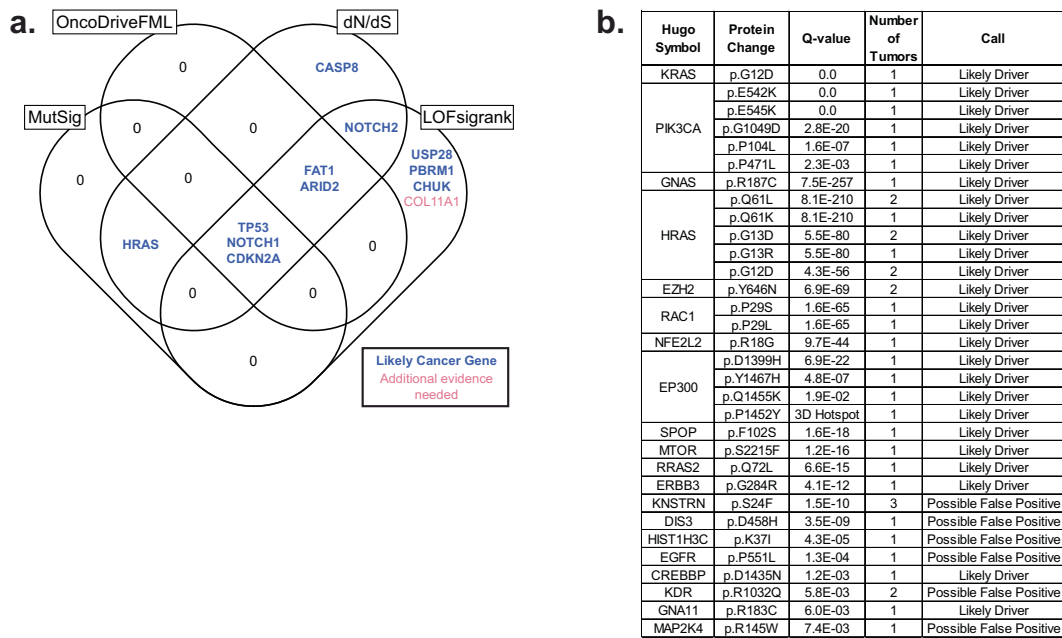 a.
OncoDriveFML
dN/dS
MutSig
LOFsigrank
0
CASP8
0
0
NOTCH2
0
0
FAT1
ARID2
USP28
PBRM1
CHUK
COL11A1
HRAS
TP53
NOTCH1
CDKN2A
0
0
0
0
Likely Cancer Gene
Additional evidence
needed
b.
Hugo Symbol Protein Change Q-value Number of Tumors Call
KRAS p.G12D 0.0 1 Likely Driver
PIK3CA p.E542K 0.0 1 Likely Driver
p.E545K 0.0 1 Likely Driver
p.G1049D 2.8E-20 1 Likely Driver
p.P104L 1.6E-07 1 Likely Driver
p.P471L 2.3E-03 1 Likely Driver
GNAS p.R187C 7.5E-257 1 Likely Driver
HRAS p.Q61L 8.1E-210 2 Likely Driver
p.Q61K 8.1E-210 1 Likely Driver
p.G13D 5.5E-80 2 Likely Driver
p.G13R 5.5E-80 1 Likely Driver
p.G12D 4.3E-56 2 Likely Driver
EZH2 p.Y646N 6.9E-69 2 Likely Driver
RAC1 p.P29S 1.6E-65 1 Likely Driver
p.P29L 1.6E-65 1 Likely Driver
NFE2L2 p.R18G 9.7E-44 1 Likely Driver
EP300 p.D1399H 6.9E-22 1 Likely Driver
p.Y1467H 4.8E-07 1 Likely Driver
p.Q1455K 1.9E-02 1 Likely Driver
p.P1452Y 3D Hotspot 1 Likely Driver
SPOP p.F102S 1.6E-18 1 Likely Driver
MTOR p.S2215F 1.2E-16 1 Likely Driver
RRAS2 p.Q72L 6.6E-15 1 Likely Driver
ERBB3 p.G284R 4.1E-12 1 Likely Driver
KNSTRN p.S24F 1.5E-10 3 Possible False Positive
DIS3 p.D458H 3.5E-09 1 Possible False Positive
HIST1H3C p.K37I 4.3E-05 1 Possible False Positive
EGFR p.P551L 1.3E-04 1 Possible False Positive
CREBBP p.D1435N 1.2E-03 1 Likely Driver
KDR p.R1032Q 5.8E-03 2 Possible False Positive
GNA11 p.R183C 6.0E-03 1 Likely Driver
MAP2K4 p.R145W 7.4E-03 1 Possible False Positive